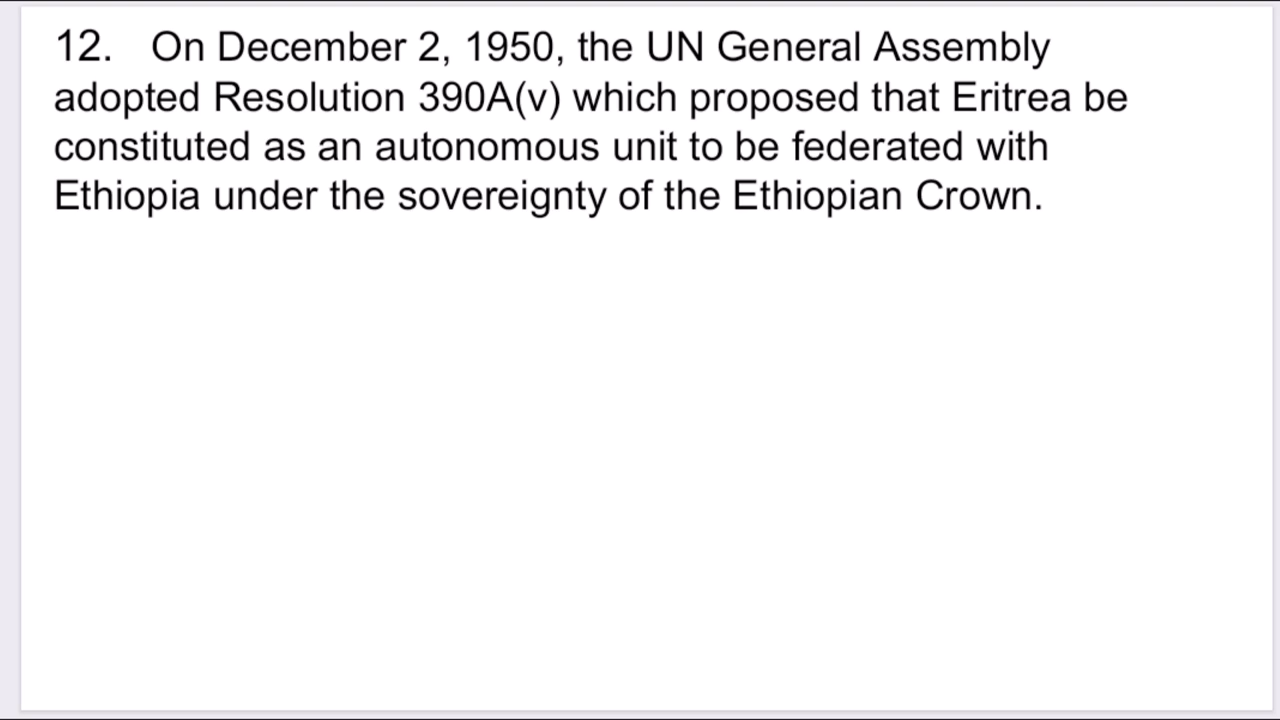 12. On December 2, 1950, the UN General Assembly
adopted Resolution 390A(v) which proposed that Eritrea be
constituted as an autonomous unit to be federated with
Ethiopia under the sovereignty of the Ethiopian Crown.